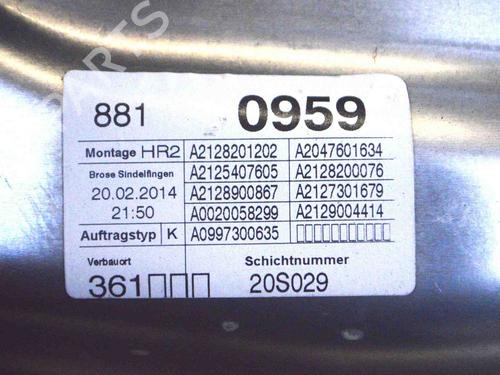 PARTS
881 0959
Montage HR2 A2128201202 A2047601634
Brose Sindelfingen A2125407605 A2128200076
20.02.2014 A2128900867 A2127301679
21:50 A0020058299 A2129004414
Auftragstyp K A0997300635 □□□□□□□□□□□
Verbauort Schichtnummer
361□□□ 20S029